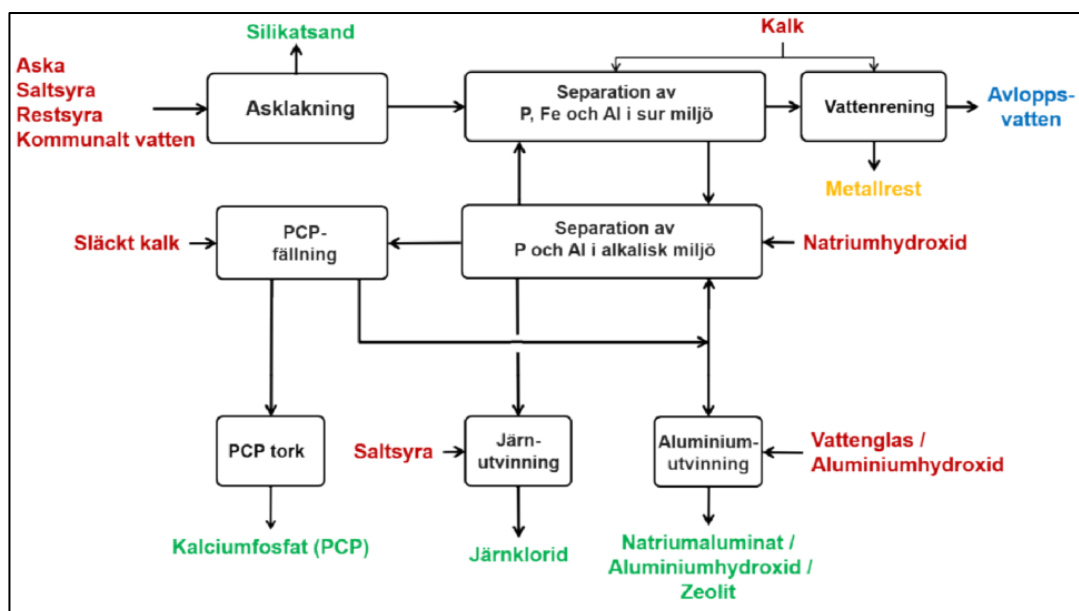 Silikatsand
Kalk
Aska
Saltsyra
Restsyra
Kommunalt vatten
Asklakning
Separation av
P, Fe och Al i sur miljö
Vattenrening
Avlopps-
vatten
Metallrest
Släckt kalk
PCP-
fällning
Separation av
P och Al i alkalisk miljö
Natriumhydroxid
PCP tork
Saltsyra
Järn-
utvinning
Aluminium-
utvinning
Vattenglas /
Aluminiumhydroxid
Kalciumfosfat (PCP)
Järnklorid
Natriumaluminat /
Aluminiumhydroxid /
Zeolit